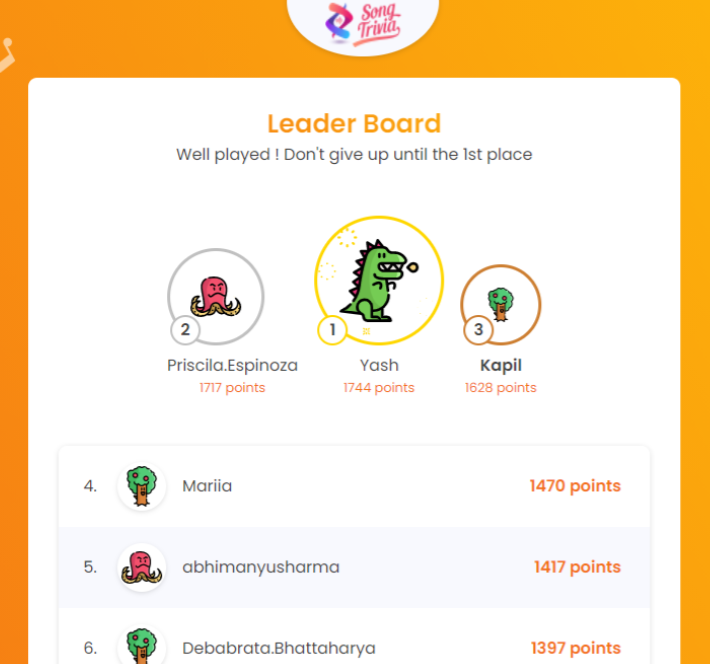 Song
Trivia
Leader Board
Well played ! Don't give up until the 1st place
2
1
3
Priscila.Espinoza
Yash
Kapil
1717 points
1744 points
1628 points
4.
Mariia
1470 points
5.
abhimanyusharma
1417 points
6.
Debabrata.Bhattaharya
1397 points